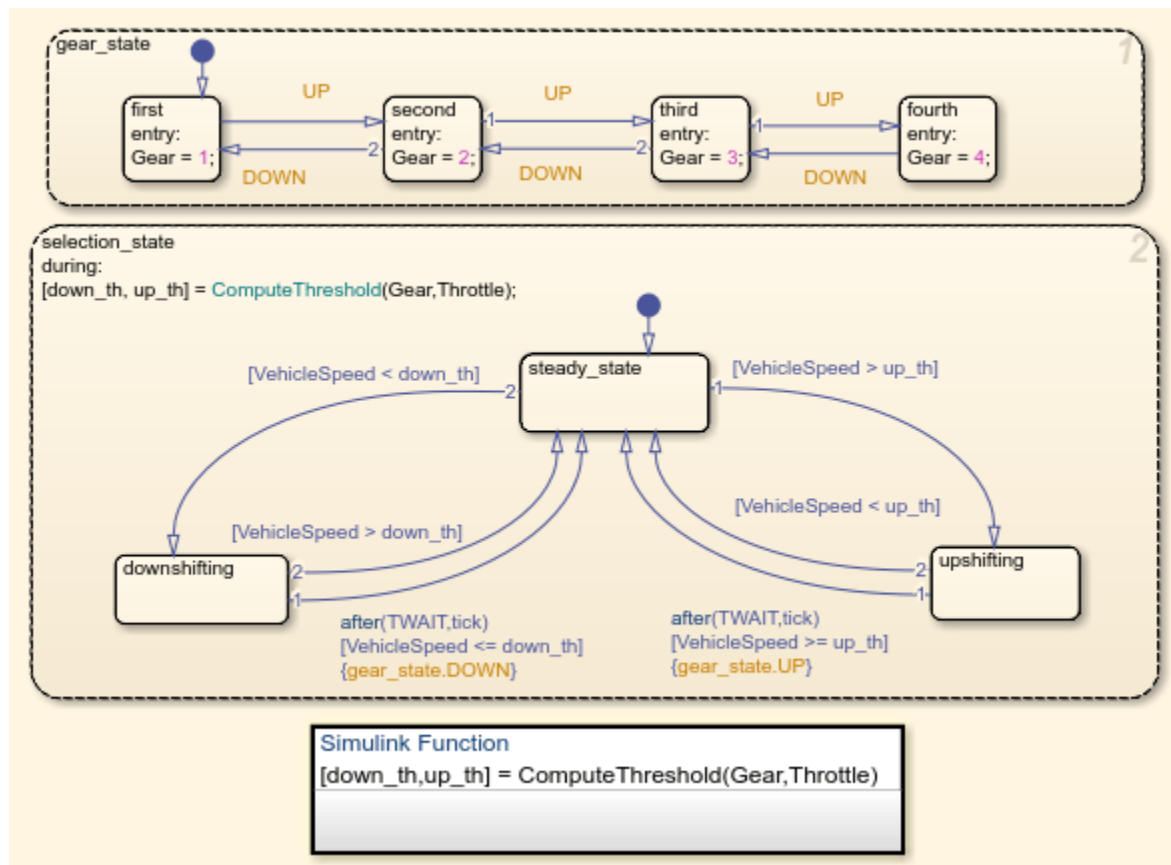 gear_state
1
first
entry:
Gear = 1;
UP
second
entry:
Gear = 2;
1
2
DOWN
UP
third
entry:
Gear = 3;
1
2
DOWN
UP
fourth
entry:
Gear = 4;
DOWN
selection_state
2
during:
[down_th, up_th] = ComputeThreshold(Gear,Throttle);
steady_state
[VehicleSpeed < down_th]
2
1
[VehicleSpeed > up_th]
[VehicleSpeed > down_th]
[VehicleSpeed < up_th]
downshifting
2
1
upshifting
2
1
after(TWAIT,tick)
[VehicleSpeed <= down_th]
{gear_state.DOWN}
after(TWAIT,tick)
[VehicleSpeed >= up_th]
{gear_state.UP}
Simulink Function
[down_th,up_th] = ComputeThreshold(Gear,Throttle)